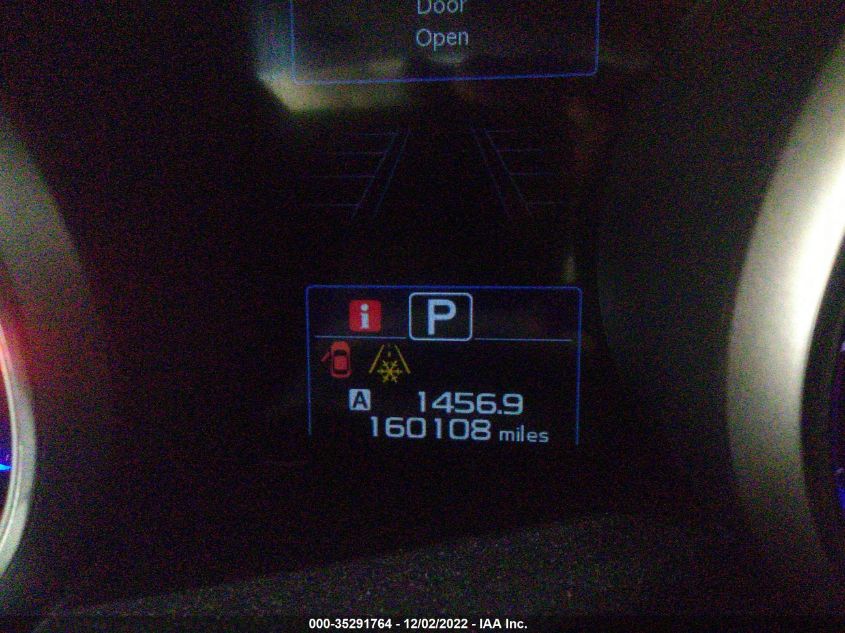 Door
Open
i P
A 1456.9
160108 miles
000-35291764 - 12/02/2022 - IAA Inc.